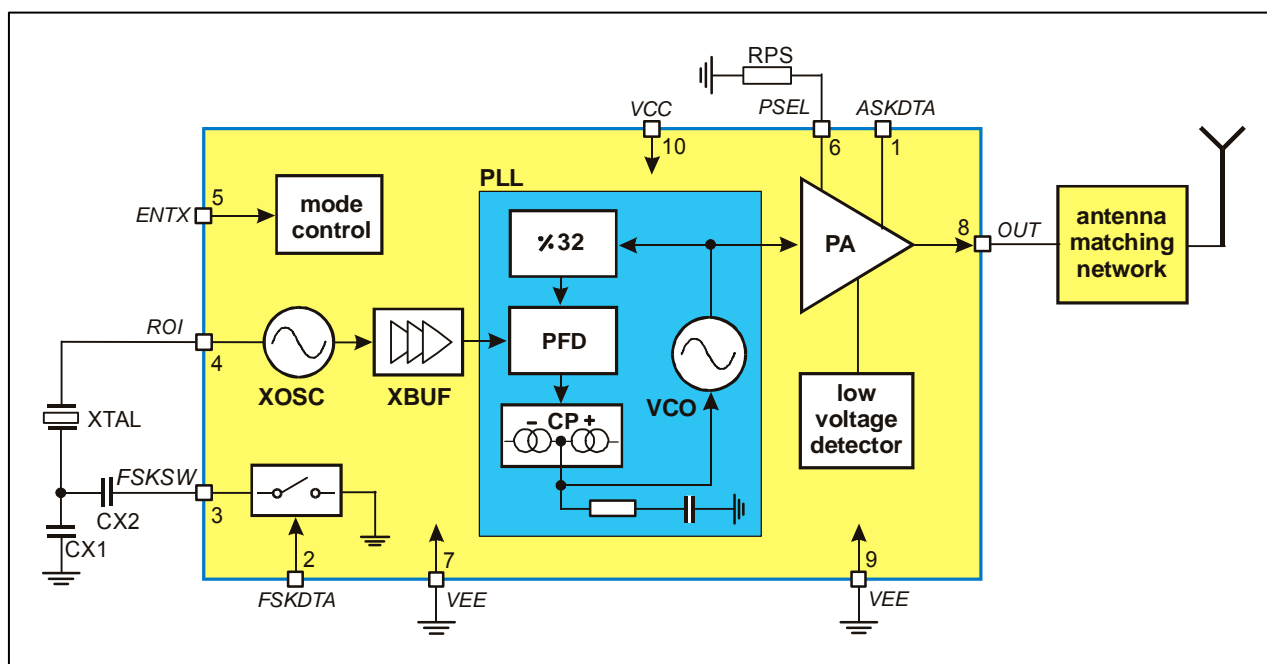 RPS
VCC
PSEL
ASKDTA
10
6
1
PLL
ENTX
5
mode
control
%32
PA
8
OUT
antenna
matching
network
ROI
4
XOSC
XBUF
PFD
VCO
low
voltage
detector
XTAL
- CP +
FSKSW
3
CX2
CX1
2
7
9
FSKDTA
VEE
VEE